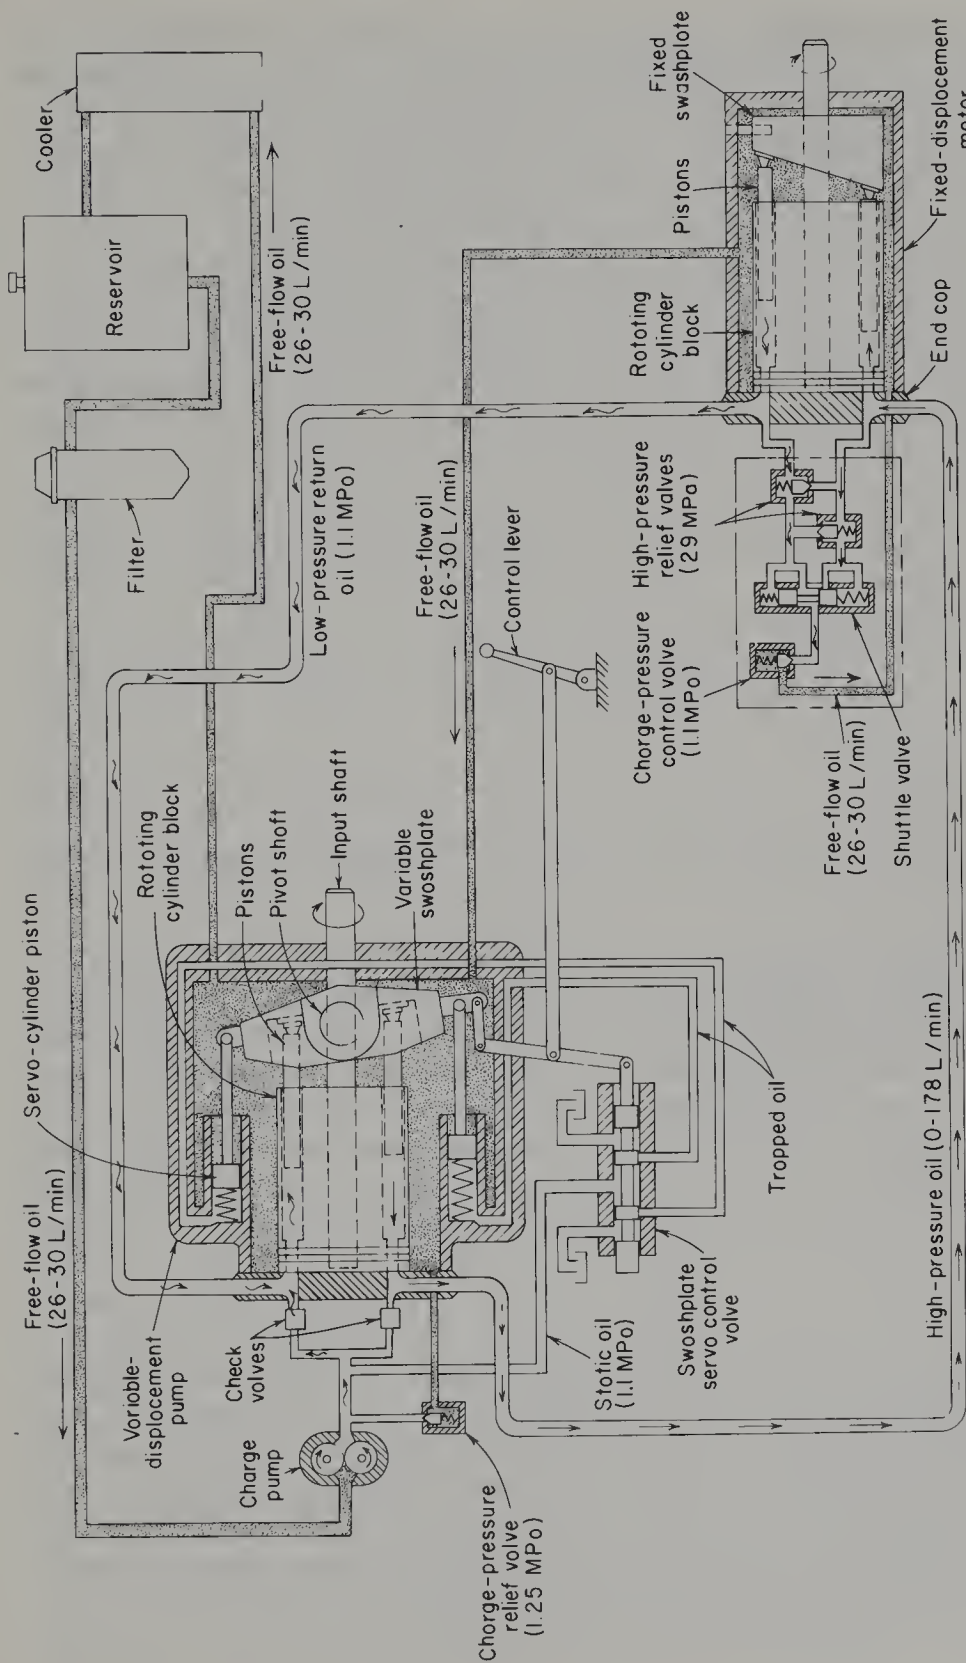 Cooler
Reservoir
Filter
Free-flow oil
(26-30 L/min)
Servo-cylinder piston
Free-flow oil
(26-30 L/min)
Low-pressure return
oil (1.1 MPa)
Rotating
cylinder block
Pistons
Pivot shaft
Input shaft
Variable
swashplate
Variable-
displacement
pump
Check
valves
Charge
pump
Charge-pressure
relief valve
(1.25 MPa)
Static oil
(1.1 MPa)
Swashplate
servo control
valve
Trapped oil
High-pressure oil (0-178 L/min)
Free-flow oil
(26-30 L/min)
Control lever
Rotating
cylinder
block
Pistons
Fixed
swashplate
Fixed-displacement
motor
End cap
High-pressure
relief valves
(29 MPa)
Charge-pressure
control valve
(1.1 MPa)
Free-flow oil
(26-30 L/min)
Shuttle valve